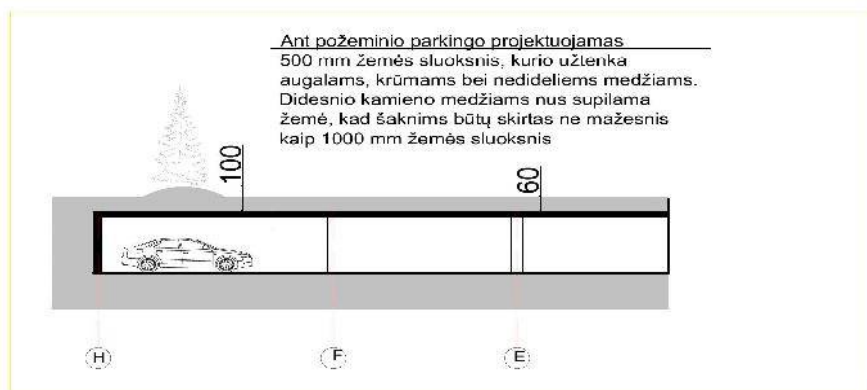 Ant požeminio parkingo projektuojamas
500 mm žemės sluoksnis, kurio užtenka
augalams, krūmams bei nedideliems medžiams.
Didesnio kamieno medžiams nus supilama
žemė, kad šaknims būtų skirtas ne mažesnis
kaip 1000 mm žemės sluoksnis
100
60
H
F
E